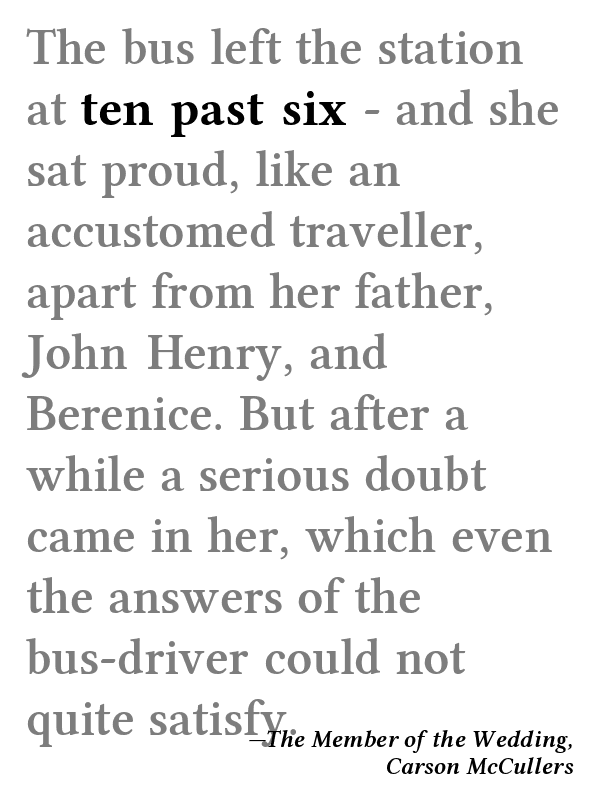 The bus left the station
at ten past six - and she
sat proud, like an
accustomed traveller,
apart from her father,
John Henry, and
Berenice. But after a
while a serious doubt
came in her, which even
the answers of the
bus-driver could not
quite satisfy.
—The Member of the Wedding,
Carson McCullers